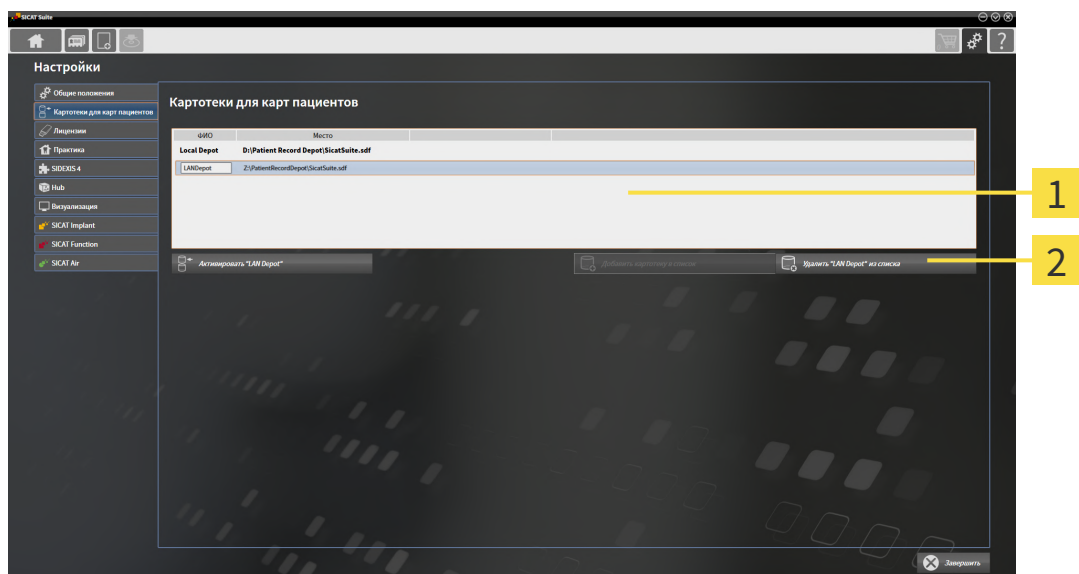 SICAT Suite
Настройки
Общие положения
Картотеки для карт пациентов
Лицензии
Практика
SIDEXIS 4
Hub
Визуализация
SICAT Implant
SICAT Function
SICAT Air
Картотеки для карт пациентов
ФИО Место
Local Depot D:\Patient Record Depot\SicatSuite.sdf
LANDepot Z:\PatientRecordDepot\SicatSuite.sdf
Активировать "LAN Depot"
Добавить картотеку к списку
Удалить "LAN Depot" из списка
Завершить
?
1
2